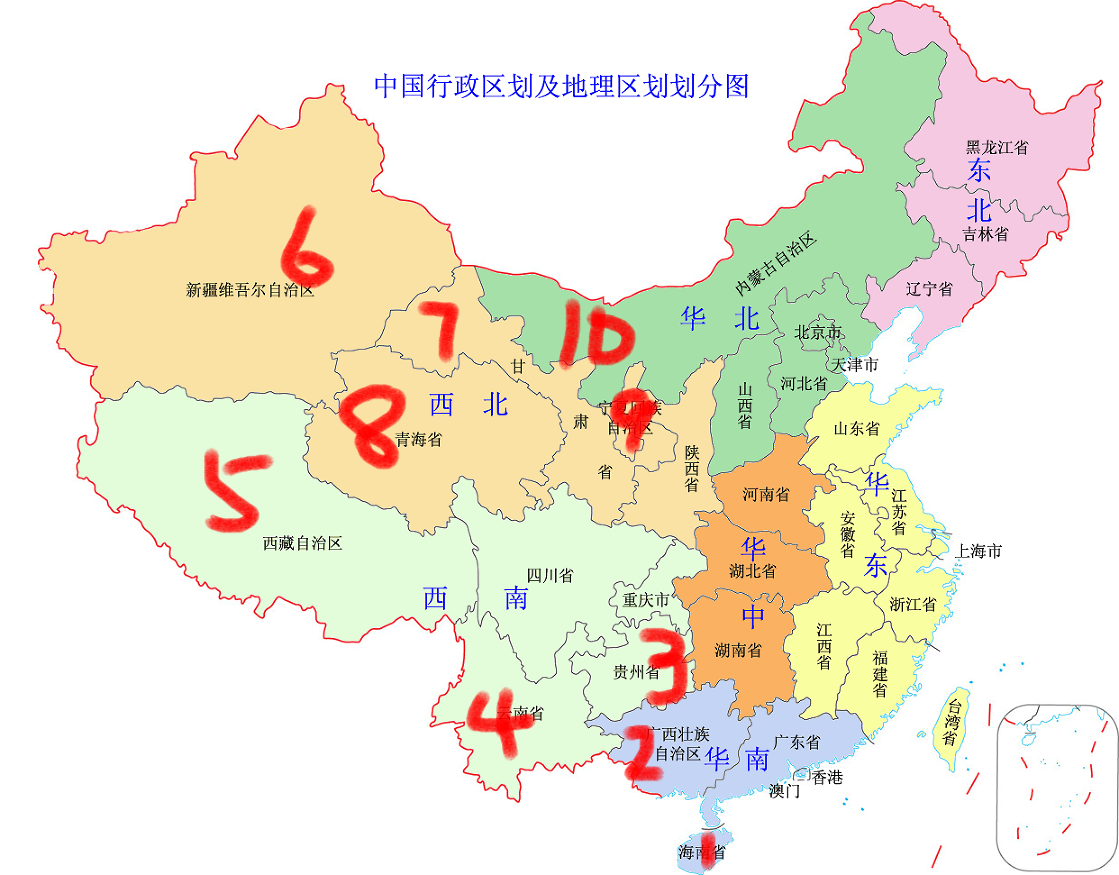 中国行政区划及地理区划划分图
黑龙江省
东
北
吉林省
辽宁省
6
新疆维吾尔自治区
内蒙古自治区
10
华 北
7
北京市
天津市
甘
肃
省
西 北
8
青海省
宁夏回族
自治区
9
山西省
河北省
陕西省
山东省
5
西藏自治区
河南省
华
东
江苏省
安徽省
上海市
华
中
湖北省
四川省
西 南
重庆市
浙江省
湖南省
江西省
福建省
3
贵州省
4
云南省
台湾省
2
广西壮族
自治区
华 南
广东省
香港
澳门
1
海南省